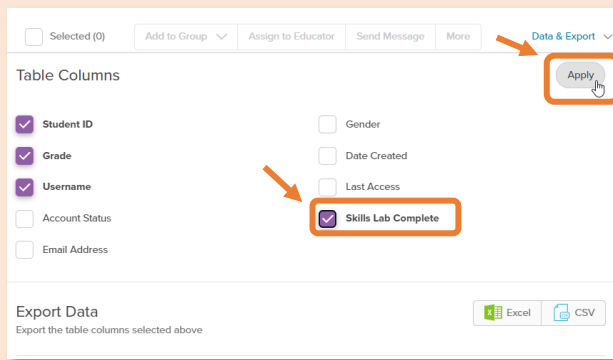 Selected (0) Add to Group Assign to Educator Send Message More Data & Export
Table Columns Apply
Student ID Gender
Grade Date Created
Username Last Access
Account Status Skills Lab Complete
Email Address
Export Data Excel CSV
Export the table columns selected above